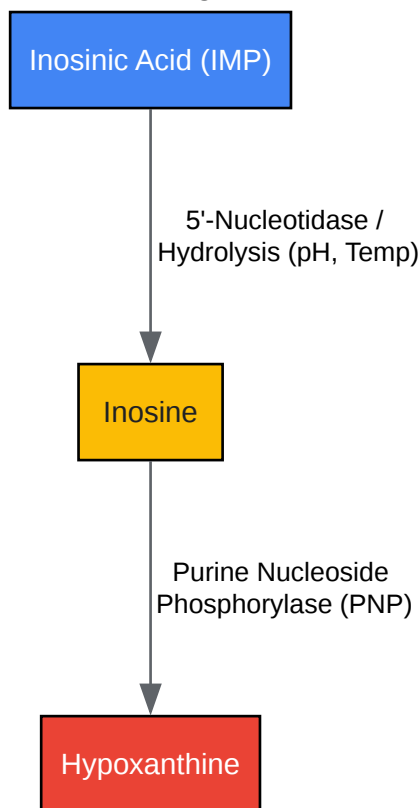 Inosinic Acid (IMP)
5'-Nucleotidase /
Hydrolysis (pH, Temp)
Inosine
Purine Nucleoside
Phosphorylase (PNP)
Hypoxanthine